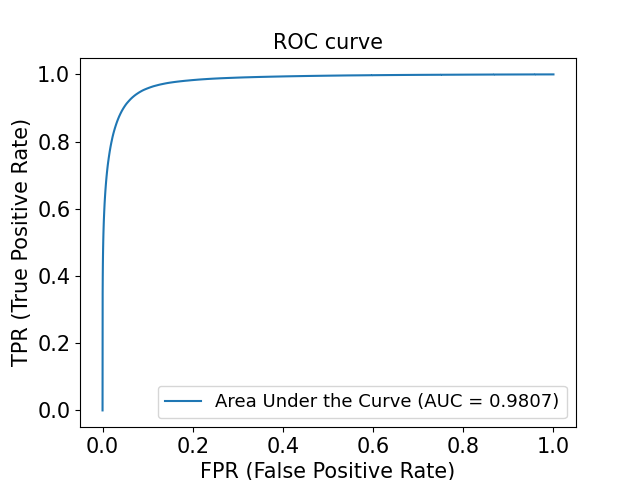 ROC curve
1.0
0.8
0.6
0.4
0.2
0.0
TPR (True Positive Rate)
Area Under the Curve (AUC = 0.9807)
0.0 0.2 0.4 0.6 0.8 1.0
FPR (False Positive Rate)